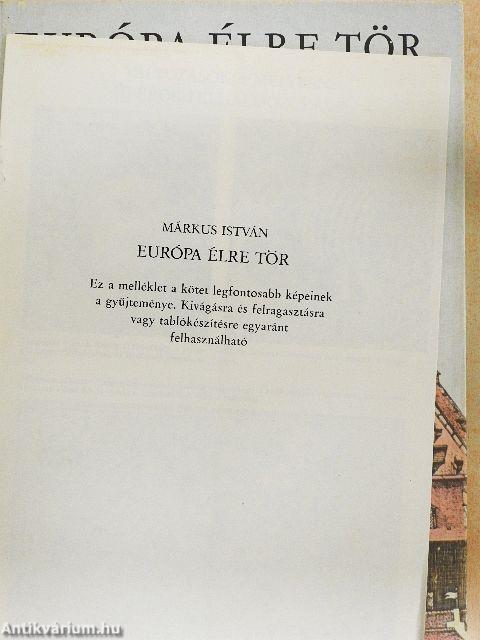 EURÓPA ÉLRE TÖR
MÁRKUS ISTVÁN
EURÓPA ÉLRE TÖR
Ez a melléklet a kötet legfontosabb képeinek
a gyűjteménye. Kivágásra és felragasztásra
vagy tablókészítésre egyaránt
felhasználható
Antikvárium.hu